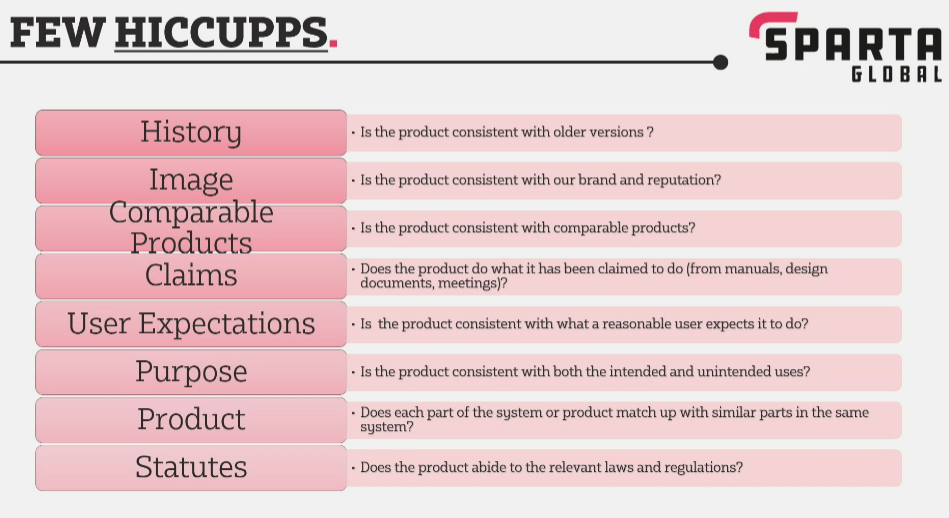 FEW HICCUPPS.
SPARTA
GLOBAL
History
· Is the product consistent with older versions ?
Image
· Is the product consistent with our brand and reputation?
Comparable
Products
· Is the product consistent with comparable products?
Claims
· Does the product do what it has been claimed to do (from manuals, design
documents, meetings)?
User Expectations
· Is  the product consistent with what a reasonable user expects it to do?
Purpose
· Is the product consistent with both the intended and unintended uses?
Product
· Does each part of the system or product match up with similar parts in the same
system?
Statutes
· Does the product abide to the relevant laws and regulations?